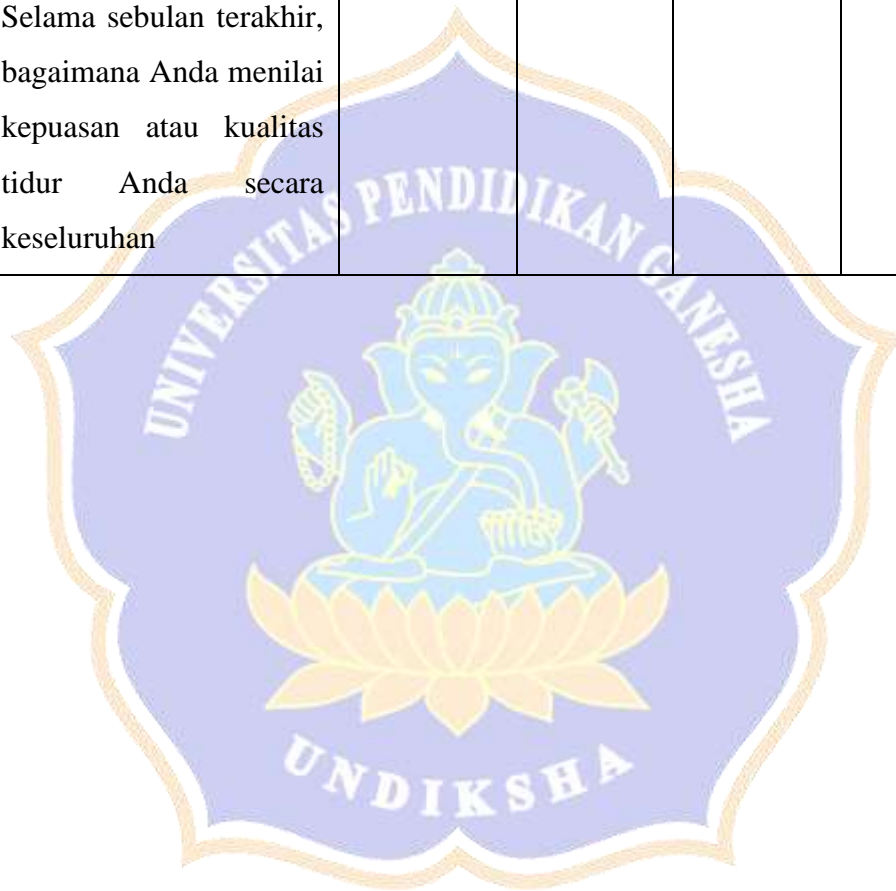 Selama sebulan terakhir,
bagaimana Anda menilai
kepuasan atau kualitas
tidur Anda secara
keseluruhan
UNIVERSITAS PENDIDIKAN GANESHA
UNDIKSHA